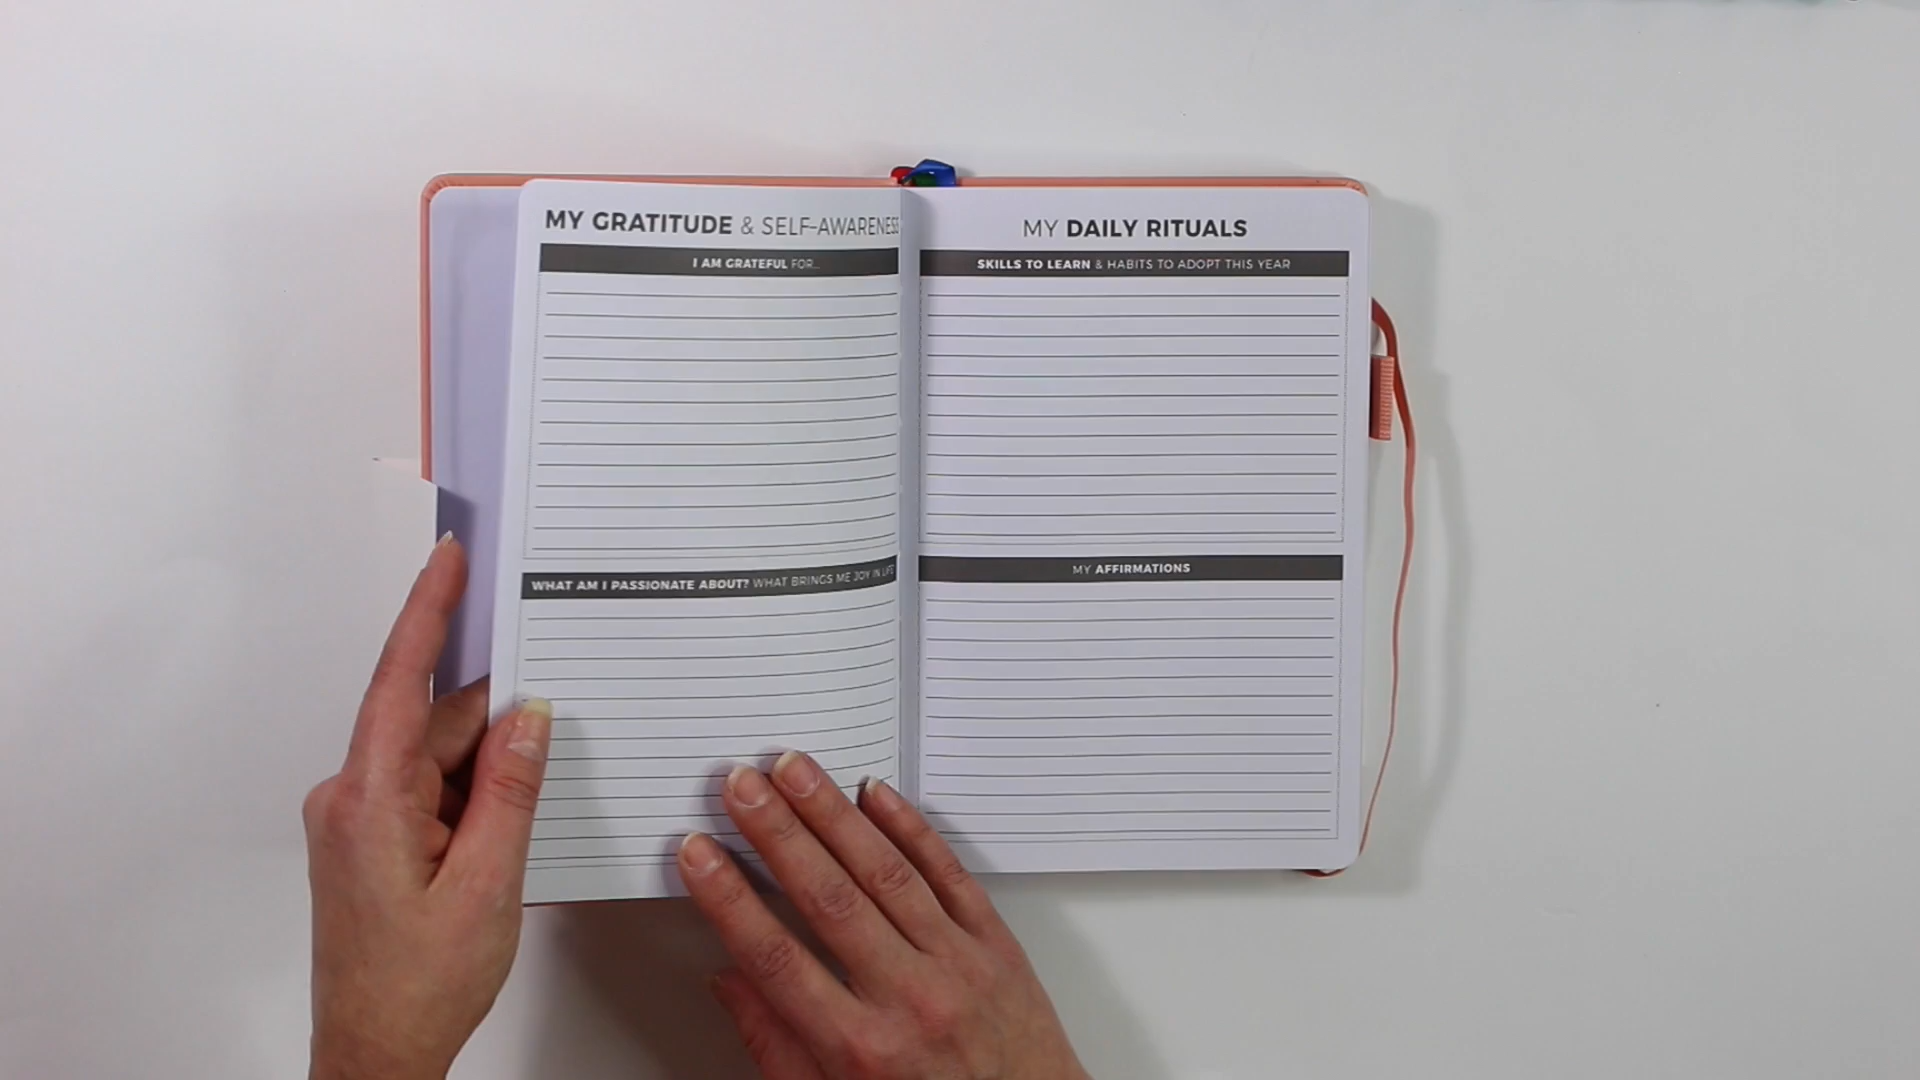 MY GRATITUDE & SELF-AWARENESS
I AM GRATEFUL FOR...
WHAT AM I PASSIONATE ABOUT? WHAT BRINGS ME JOY IN LIFE
MY DAILY RITUALS
SKILLS TO LEARN & HABITS TO ADOPT THIS YEAR
MY AFFIRMATIONS